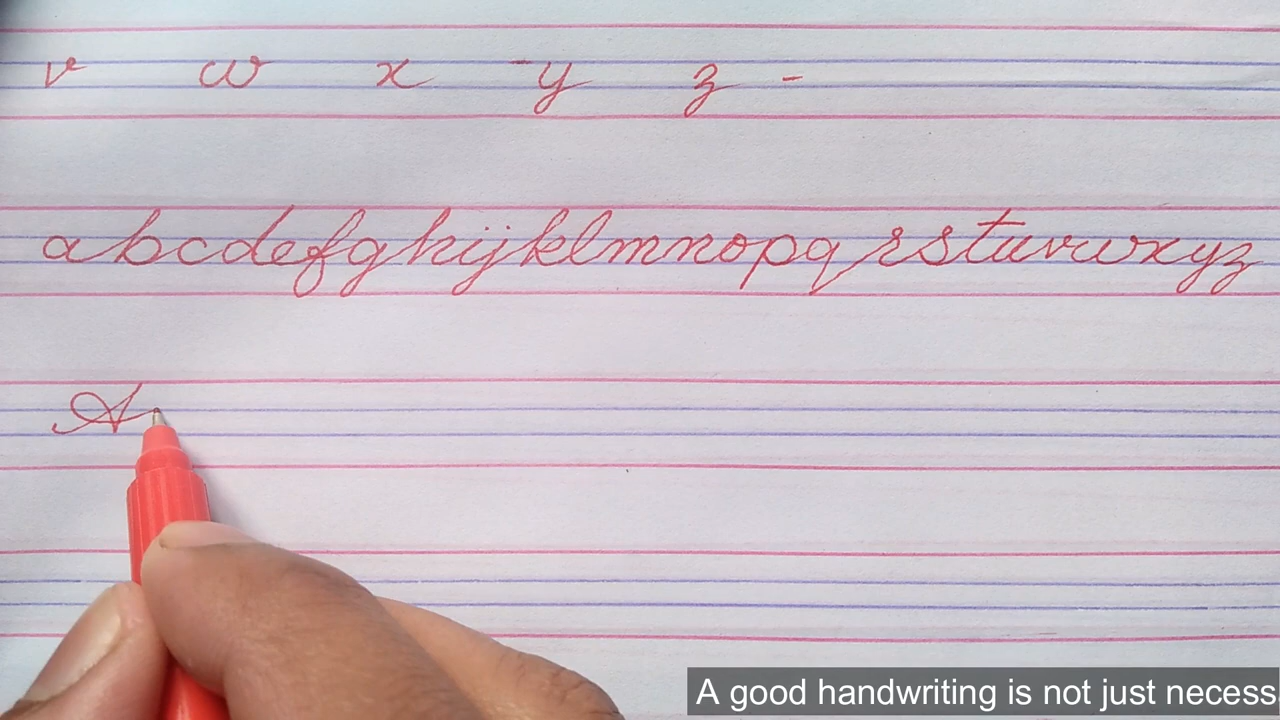 v w x y z -
abcdefghijklmnopqrstuvwxyz
A
A good handwriting is not just necess